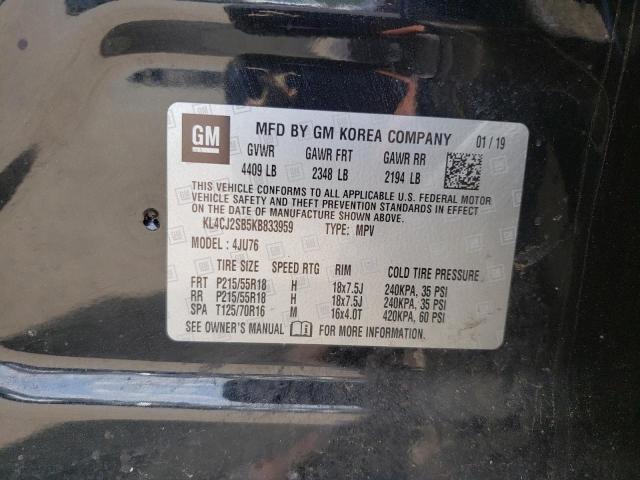 GM
MFD BY GM KOREA COMPANY 01/19
GVWR GAWR FRT GAWR RR
4409 LB 2348 LB 2194 LB
THIS VEHICLE CONFORMS TO ALL APPLICABLE U.S. FEDERAL MOTOR
VEHICLE SAFETY AND THEFT PREVENTION STANDARDS IN EFFECT ON
THE DATE OF MANUFACTURE SHOWN ABOVE.
KL4CJ2SB5KB833959 TYPE: MPV
MODEL: 4JU76
TIRE SIZE SPEED RTG RIM COLD TIRE PRESSURE
FRT P215/55R18 H 18x7.5J 240KPA, 35 PSI
RR P215/55R18 H 18x7.5J 240KPA, 35 PSI
SPA T125/70R16 M 16x4.0T 420KPA, 60 PSI
SEE OWNER'S MANUAL FOR MORE INFORMATION.